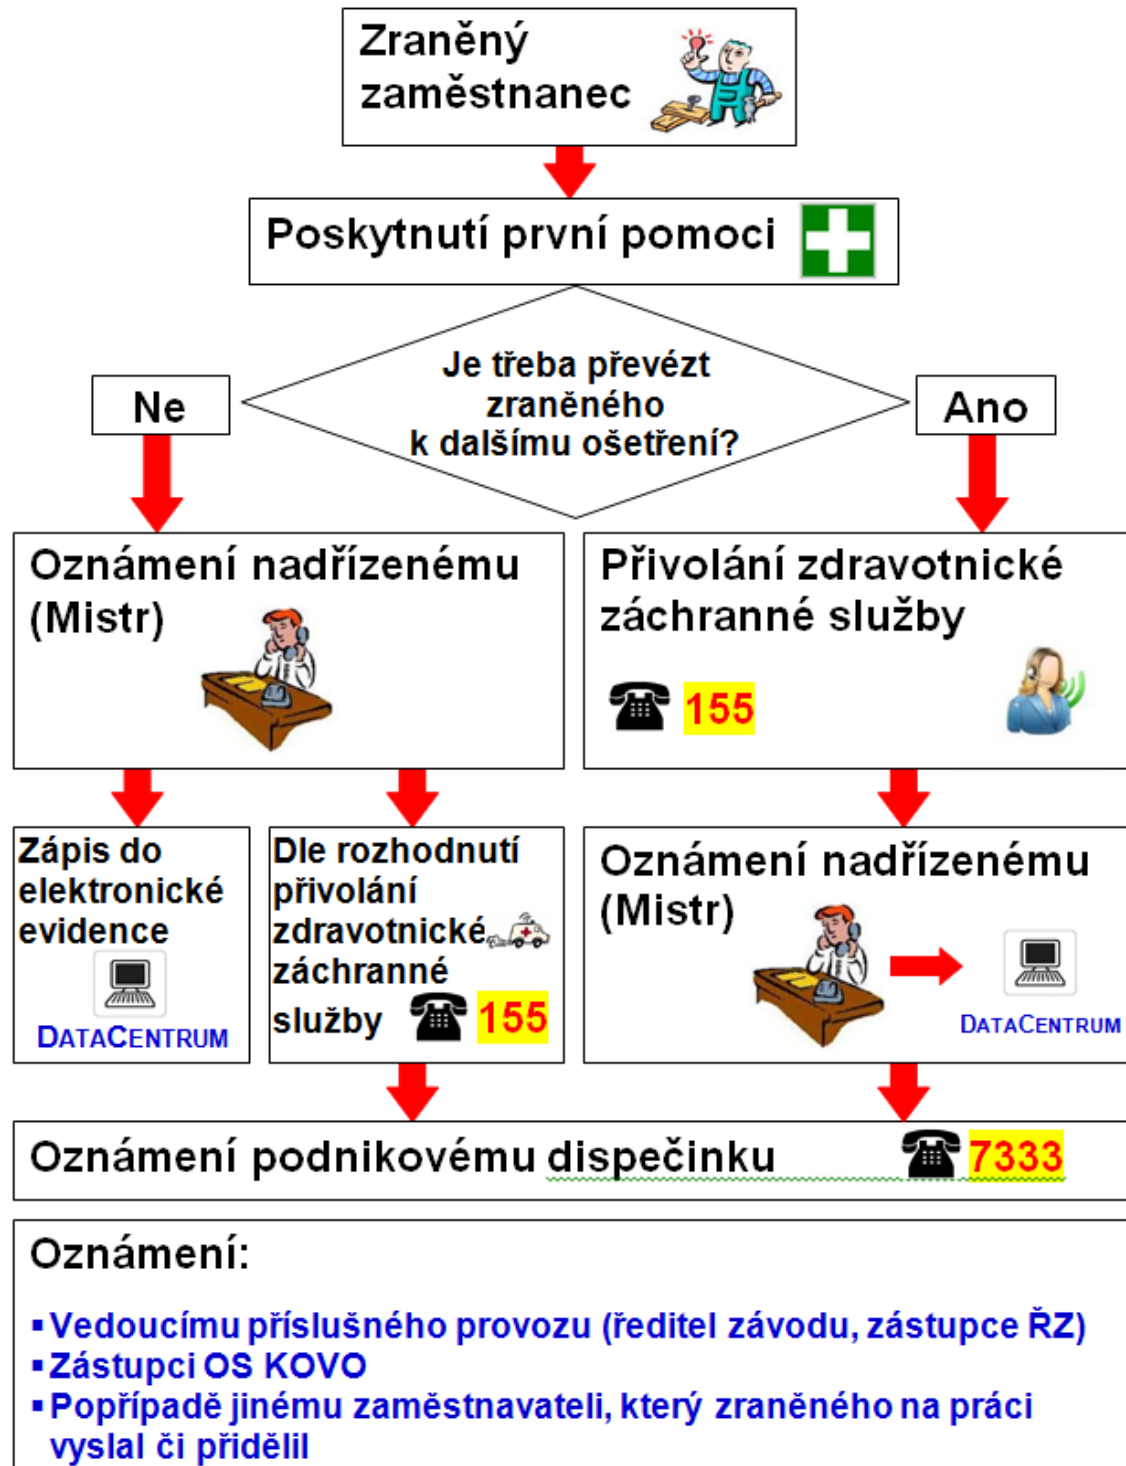 Zraněný
zaměstnanec
Poskytnutí první pomoci
Je třeba převézt
zraněného
k dalšímu ošetření?
Ne
Ano
Oznámení nadřízenému
(Mistr)
Přivolání zdravotnické
záchranné služby
155
Zápis do
elektronické
evidence
DATACENTRUM
Dle rozhodnutí
přivolání
zdravotnické
záchranné
služby 155
Oznámení nadřízenému
(Mistr)
DATACENTRUM
Oznámení podnikovému dispečinku 7333
Oznámení:
▪ Vedoucímu příslušného provozu (ředitel závodu, zástupce ŘZ)
▪ Zástupci OS KOVO
▪ Popřípadě jinému zaměstnavateli, který zraněného na práci
vyslal či přidělil